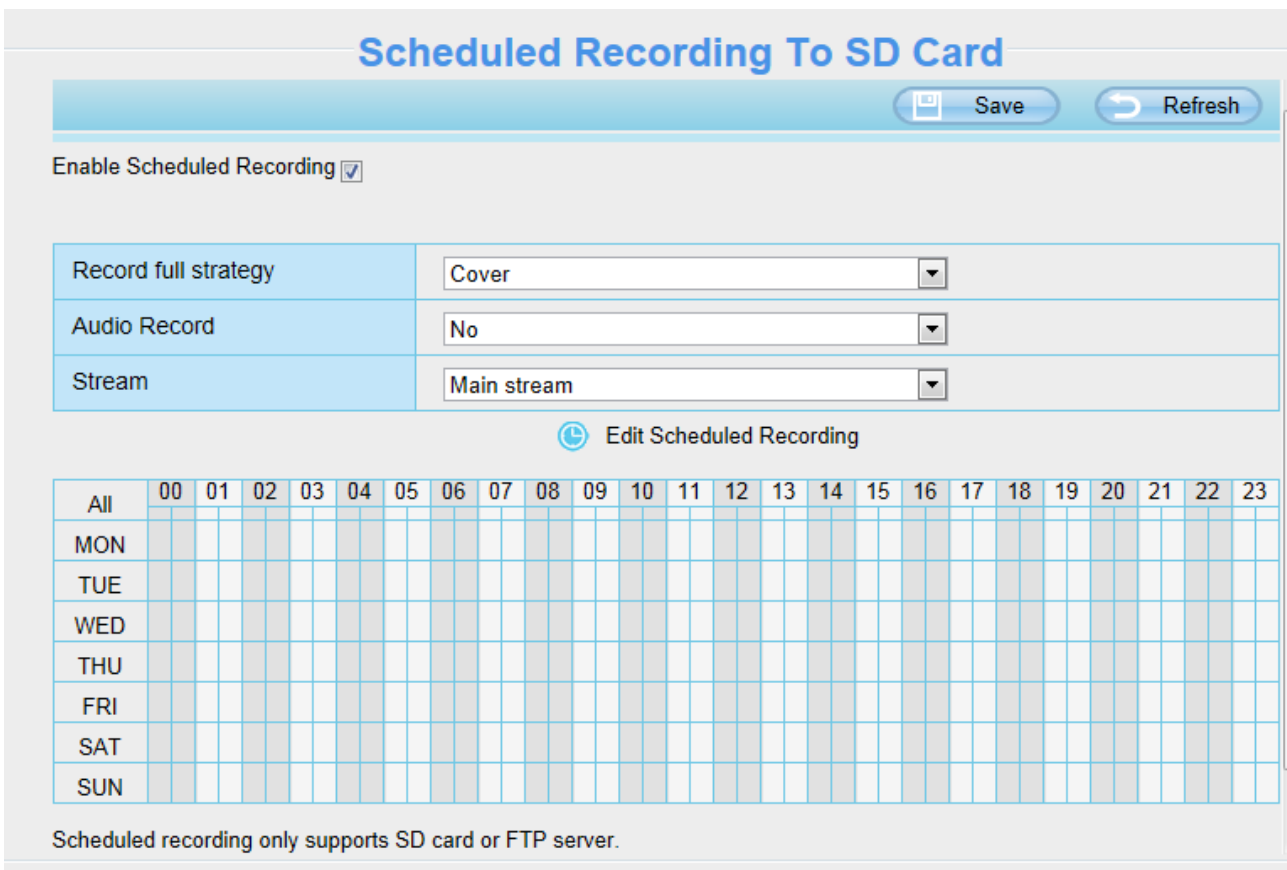 Scheduled Recording To SD Card
Save Refresh
Enable Scheduled Recording
Record full strategy Cover
Audio Record No
Stream Main stream
Edit Scheduled Recording
All 00 01 02 03 04 05 06 07 08 09 10 11 12 13 14 15 16 17 18 19 20 21 22 23
MON
TUE
WED
THU
FRI
SAT
SUN
Scheduled recording only supports SD card or FTP server.